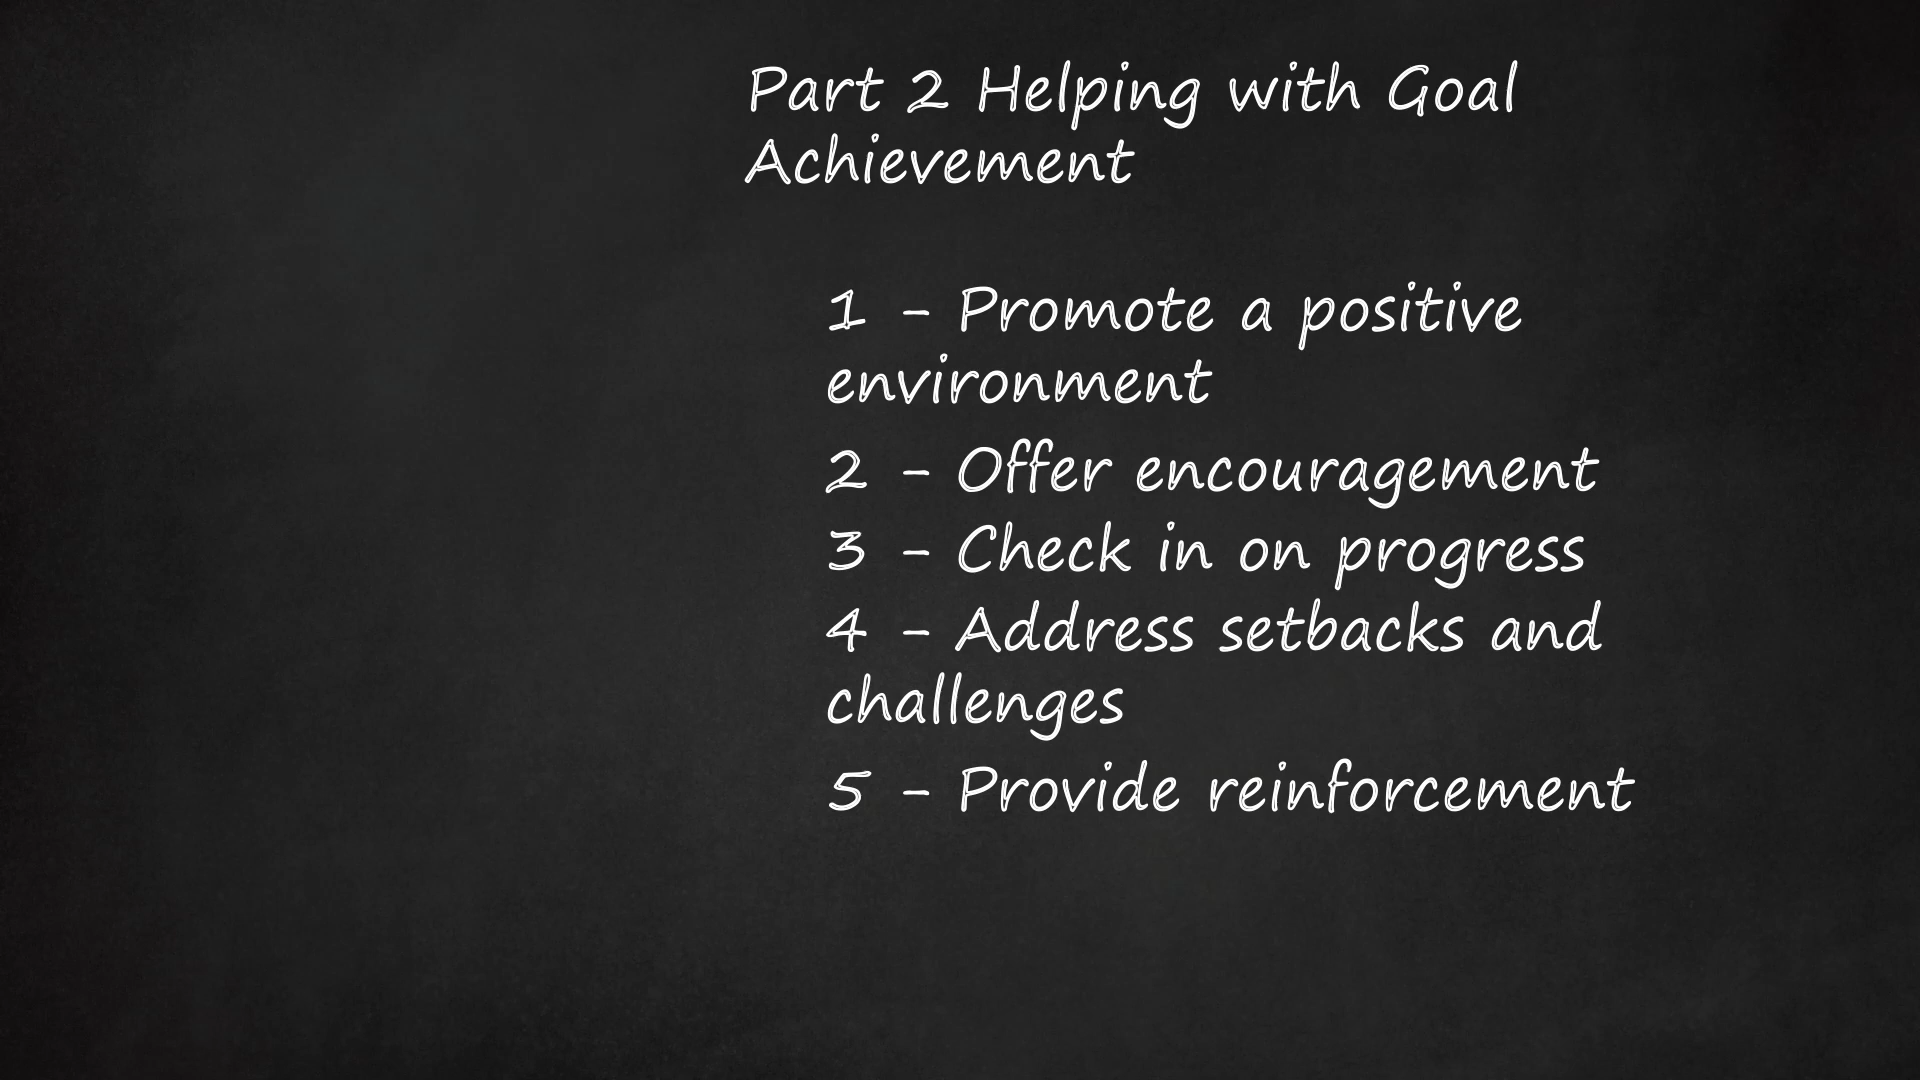 Part 2 Helping with Goal
Achievement
1 - Promote a positive
environment
2 - Offer encouragement
3 - Check in on progress
4 - Address setbacks and
challenges
5 - Provide reinforcement